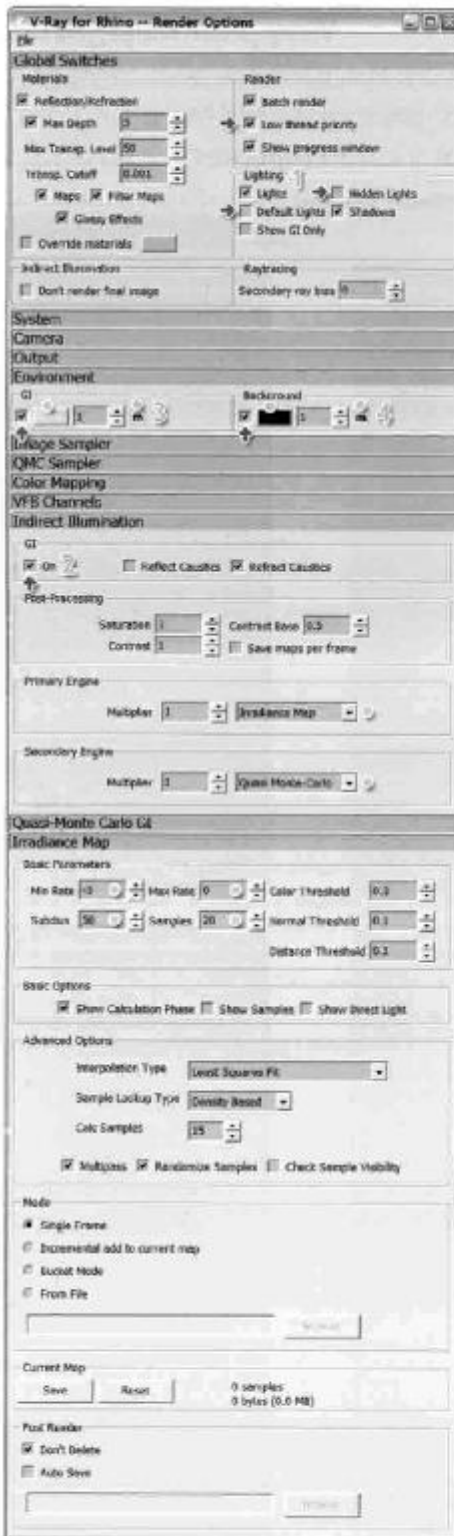 V-Ray for Rhino -- Render Options
File
Global Switches
Materials
Reflection/Refraction
Max Depth 5
Max Transp. Level 50
Transp. Cutoff 0.001
Maps Filter Maps
Glossy Effects
Override materials
Render
Batch render
Low thread priority
Show progress window
Lighting 1
Lights Hidden Lights
Default Lights Shadows
Show GI Only
Indirect Illumination
Don't render final image
Raytracing
Secondary ray bias 0
System
Camera
Output
Environment
GI
1 m 3
Background
1 m 4
Image Sampler
QMC Sampler
Color Mapping
VFB Channels
Indirect Illumination
GI
On 2 Reflect Caustics Refract Caustics
Post-Processing
Saturation 1 Contrast Base 0.5
Contrast 1 Save maps per frame
Primary Engine
Multiplier 1 Irradiance Map
Secondary Engine
Multiplier 1 Quasi Monte-Carlo
Quasi-Monte Carlo GI
Irradiance Map
Basic Parameters
Min Rate -3 Max Rate 0 Color Threshold 0.3
Subdivs 50 Samples 20 Normal Threshold 0.1
Distance Threshold 0.1
Basic Options
Show Calculation Phase Show Samples Show Direct Light
Advanced Options
Interpolation Type Least Squares Fit
Sample Lookup Type Density Based
Calc Samples 15
Multipass Randomize Samples Check Sample Visibility
Mode
Single Frame
Incremental add to current map
Bucket Mode
From File
Current Map
Save Reset 0 samples
0 bytes (0.0 MB)
Post Render
Don't Delete
Auto Save